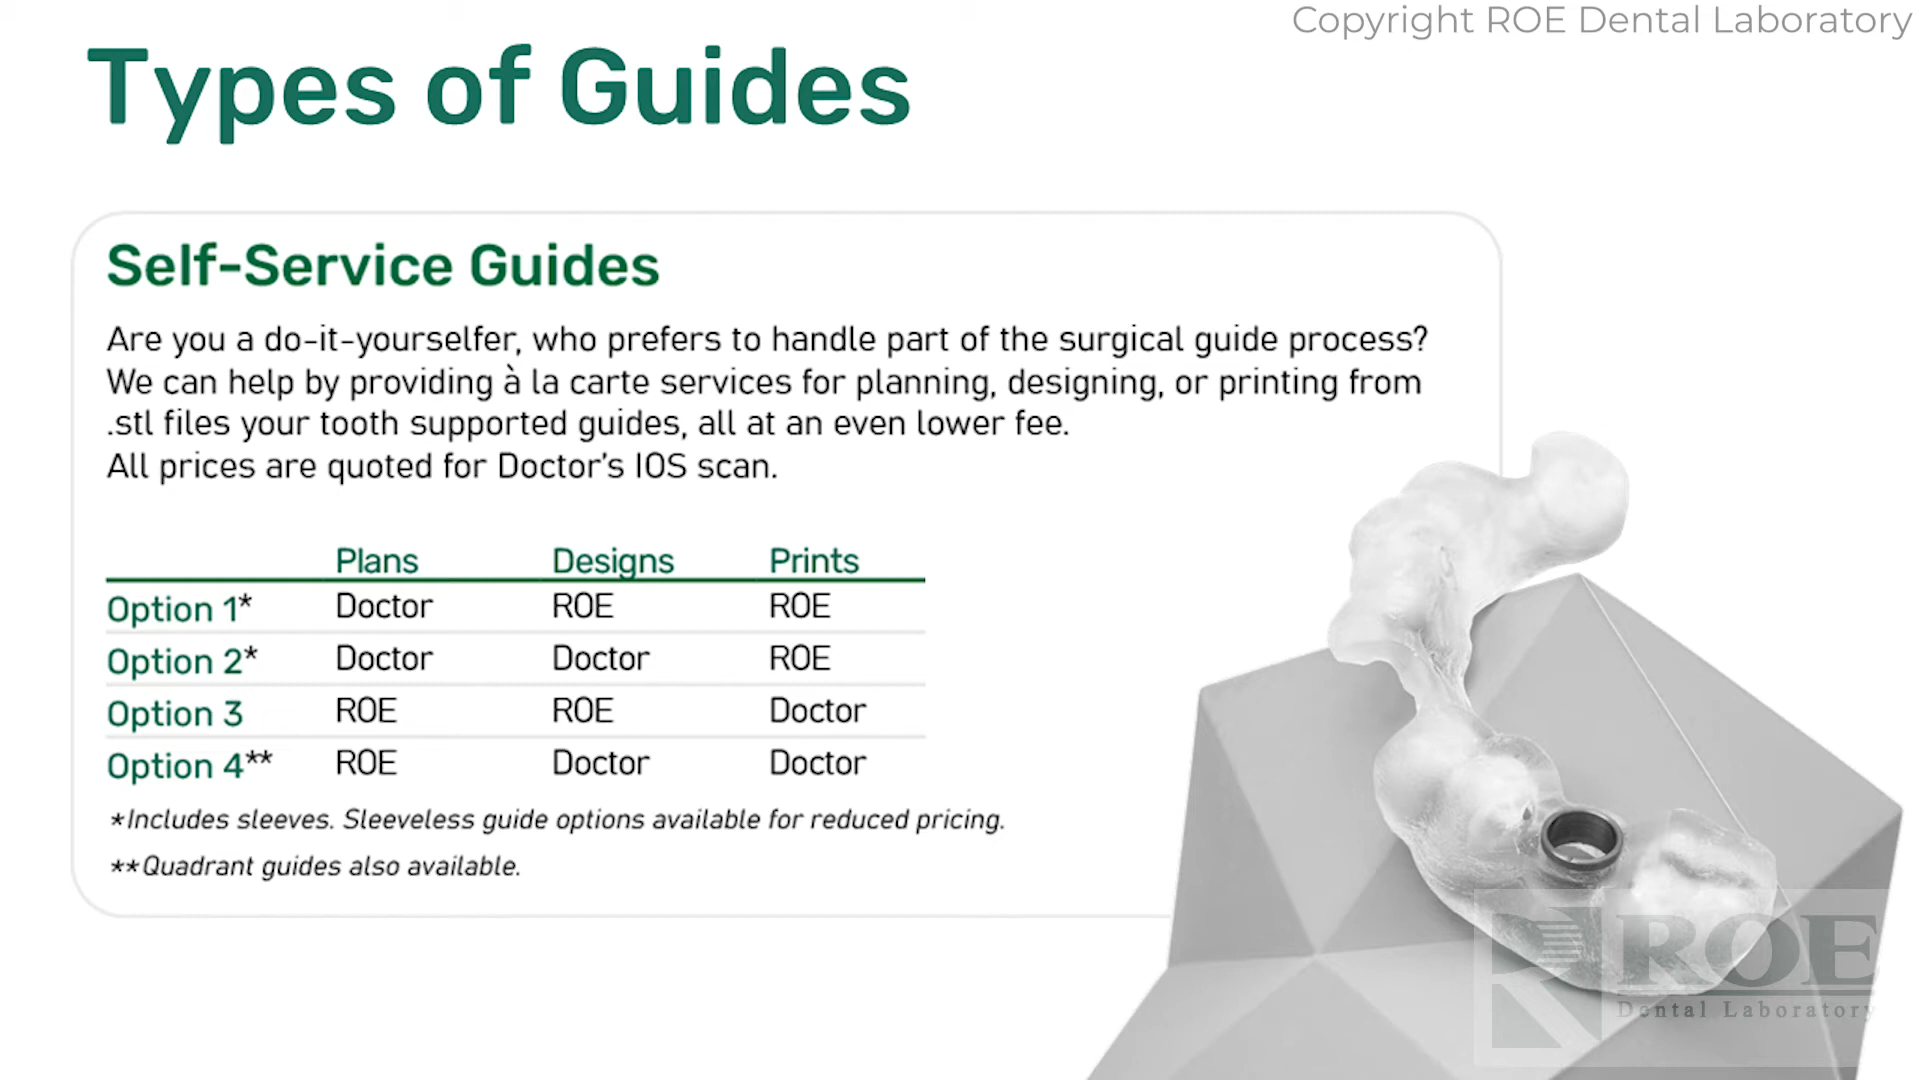 Copyright ROE Dental Laboratory
Types of Guides
Self-Service Guides
Are you a do-it-yourselfer, who prefers to handle part of the surgical guide process?
We can help by providing à la carte services for planning, designing, or printing from
.stl files your tooth supported guides, all at an even lower fee.
All prices are quoted for Doctor's IOS scan.
Plans Designs Prints
Option 1* Doctor ROE ROE
Option 2* Doctor Doctor ROE
Option 3 ROE ROE Doctor
Option 4** ROE Doctor Doctor
*Includes sleeves. Sleeveless guide options available for reduced pricing.
**Quadrant guides also available.
ROE
Dental Laboratory